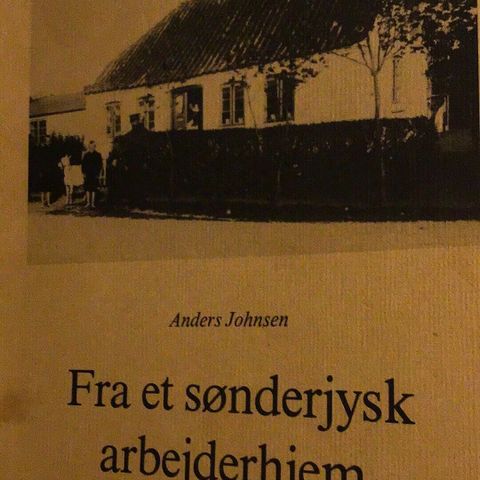 Anders Johnsen
Fra et sønderjysk
arbejderhjem